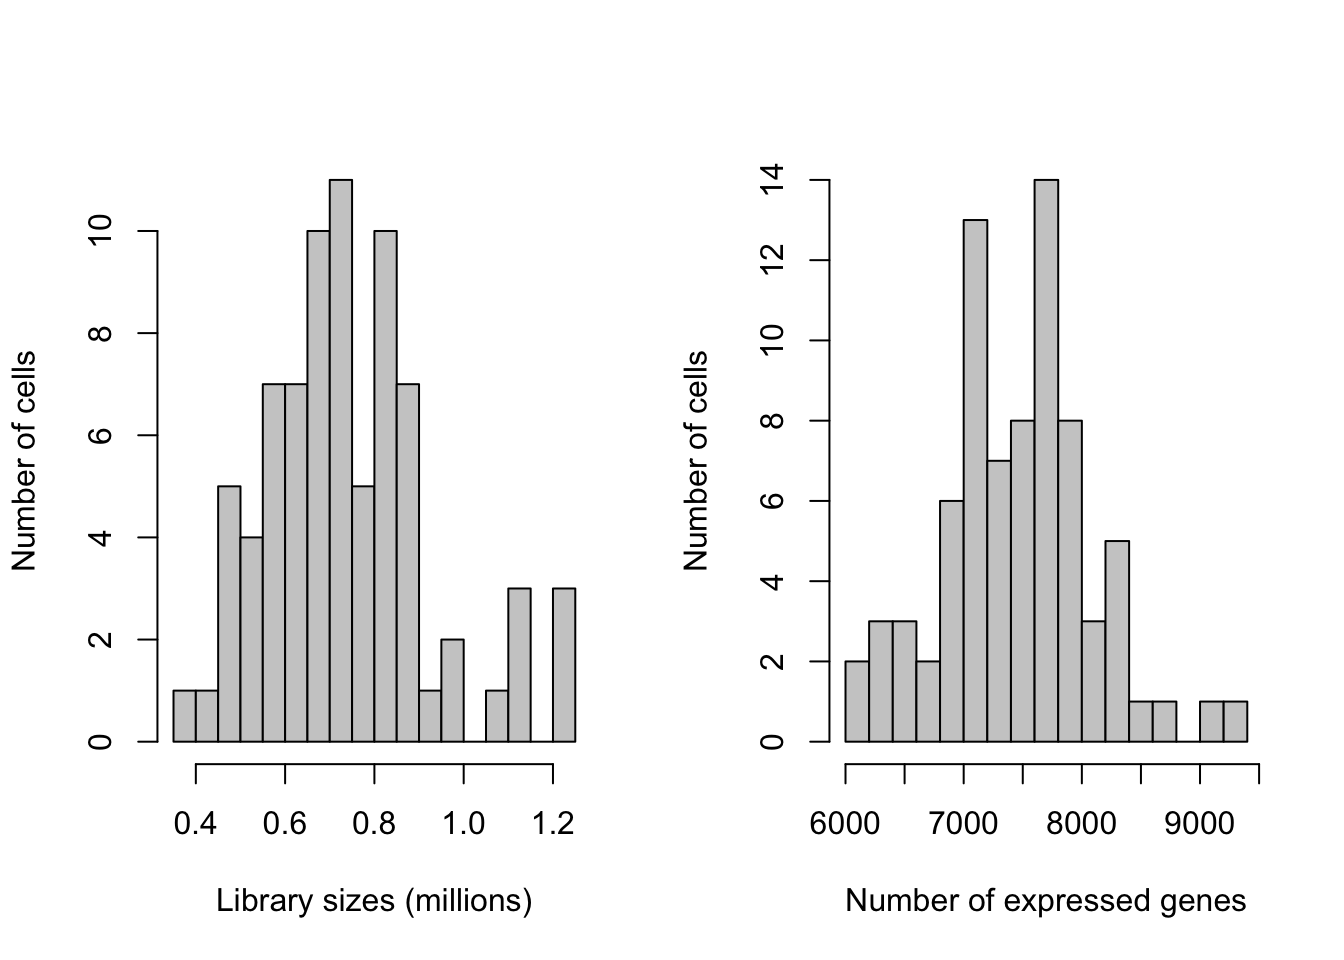 Number of cells
0 2 4 6 8 10
0.4 0.6 0.8 1.0 1.2
Library sizes (millions)
Number of cells
0 2 4 6 8 10 12 14
6000 7000 8000 9000
Number of expressed genes